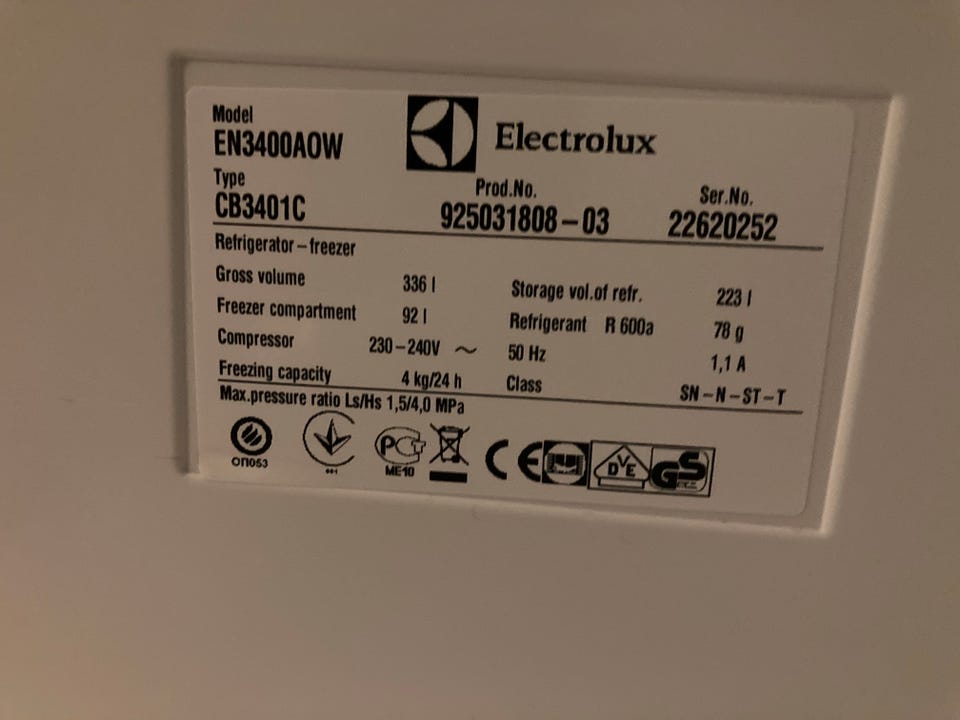 Model
EN3400AOW
Electrolux
Type
CB3401C
Prod.No.
925031808-03
Ser.No.
22620252
Refrigerator-freezer
Gross volume 336 l
Storage vol.of refr. 223 l
Freezer compartment 92 l
Refrigerant R 600a 78 g
Compressor 230-240V ~ 50 Hz 1,1 A
Freezing capacity 4 kg/24 h
Class SN-N-ST-T
Max.pressure ratio Ls/Hs 1,5/4,0 MPa
ОП053
РСТ
ME10
CE
DVE
GS